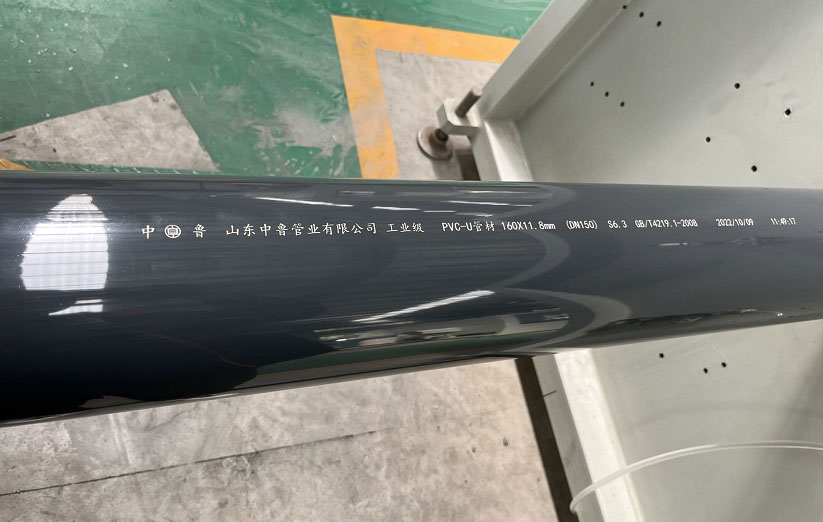 中 鲁 山东中鲁管业有限公司 工业级 PVC-U管材 160X11.8mm (DN150) S6.3 GB/T4219.1-2008 2022/10/09 11:49:17